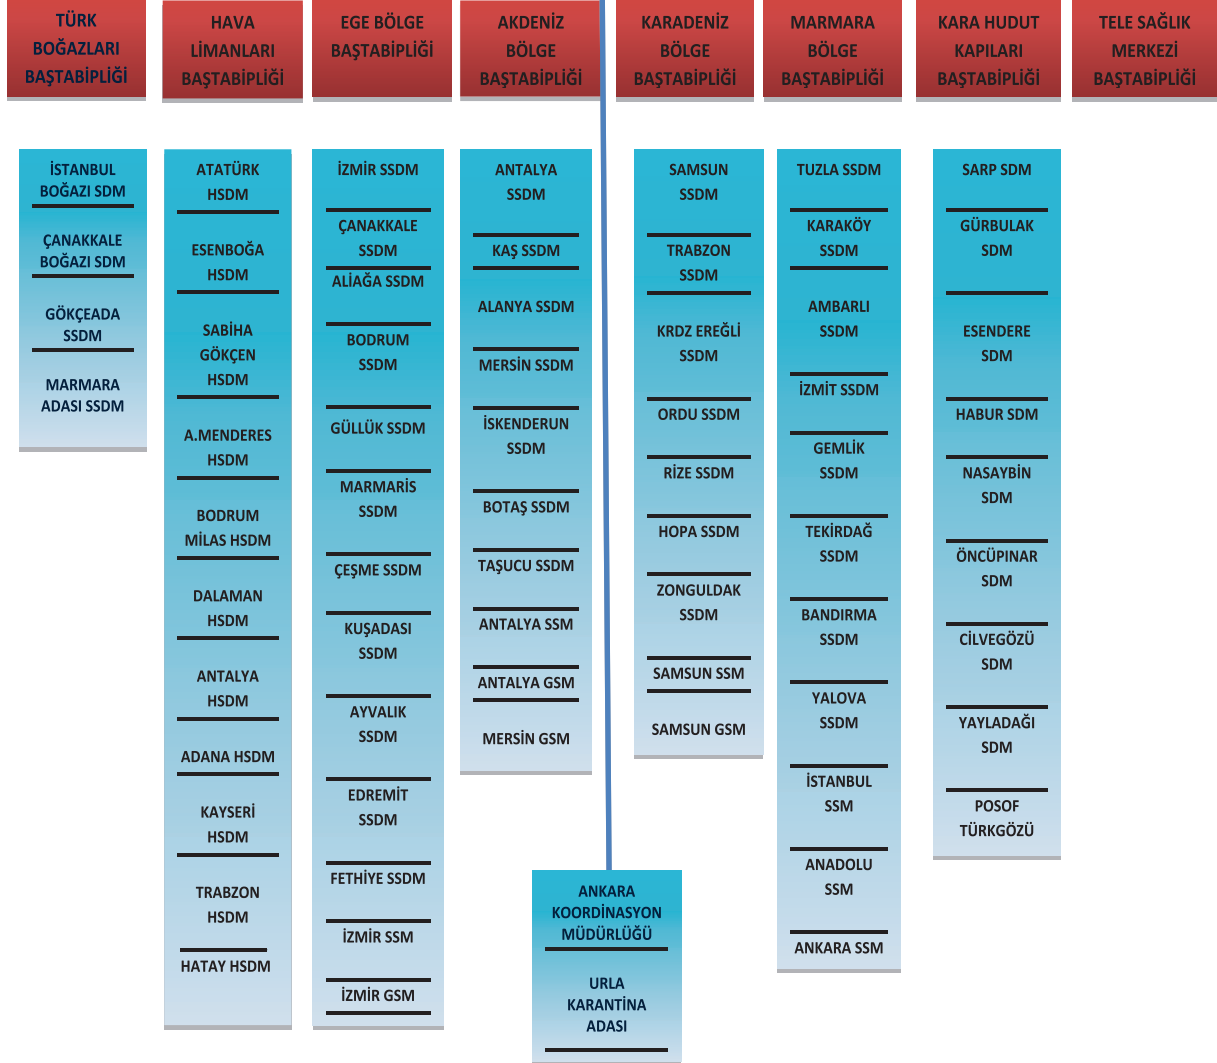 TÜRK
BOĞAZLARI
BAŞTABİPLİĞİ
HAVA
LİMANLARI
BAŞTABİPLİĞİ
EGE BÖLGE
BAŞTABİPLİĞİ
AKDENİZ
BÖLGE
BAŞTABİPLİĞİ
KARADENİZ
BÖLGE
BAŞTABİPLİĞİ
MARMARA
BÖLGE
BAŞTABİPLİĞİ
KARA HUDUT
KAPILARI
BAŞTABİPLİĞİ
TELE SAĞLIK
MERKEZİ
BAŞTABİPLİĞİ
İSTANBUL
BOĞAZI SDM
ÇANAKKALE
BOĞAZI SDM
GÖKÇEADA
SSDM
MARMARA
ADASI SSDM
ATATÜRK
HSDM
ESENBOĞA
HSDM
SABİHA
GÖKÇEN
HSDM
A.MENDERES
HSDM
BODRUM
MİLAS HSDM
DALAMAN
HSDM
ANTALYA
HSDM
ADANA HSDM
KAYSERİ
HSDM
TRABZON
HSDM
HATAY HSDM
İZMİR SSDM
ÇANAKKALE
SSDM
ALİAĞA SSDM
BODRUM
SSDM
GÜLLÜK SSDM
MARMARİS
SSDM
ÇEŞME SSDM
KUŞADASI
SSDM
AYVALIK
SSDM
EDREMİT
SSDM
FETHİYE SSDM
İZMİR SSM
İZMİR GSM
ANTALYA
SSDM
KAŞ SSDM
ALANYA SSDM
MERSİN SSDM
İSKENDERUN
SSDM
BOTAŞ SSDM
TAŞUCU SSDM
ANTALYA SSM
ANTALYA GSM
MERSİN GSM
ANKARA
KOORDİNASYON
MÜDÜRLÜĞÜ
URLA
KARANTİNA
ADASI
SAMSUN
SSDM
TRABZON
SSDM
KRDZ EREĞLİ
SSDM
ORDU SSDM
RİZE SSDM
HOPA SSDM
ZONGULDAK
SSDM
SAMSUN SSM
SAMSUN GSM
TUZLA SSDM
KARAKÖY
SSDM
AMBARLI
SSDM
İZMİT SSDM
GEMLİK
SSDM
TEKİRDAĞ
SSDM
BANDIRMA
SSDM
YALOVA
SSDM
İSTANBUL
SSM
ANADOLU
SSM
ANKARA SSM
SARP SDM
GÜRBULAK
SDM
ESENDERE
SDM
HABUR SDM
NASAYBİN
SDM
ÖNCÜPINAR
SDM
CİLVEGÖZÜ
SDM
YAYLADAĞI
SDM
POSOF
TÜRKGÖZÜ